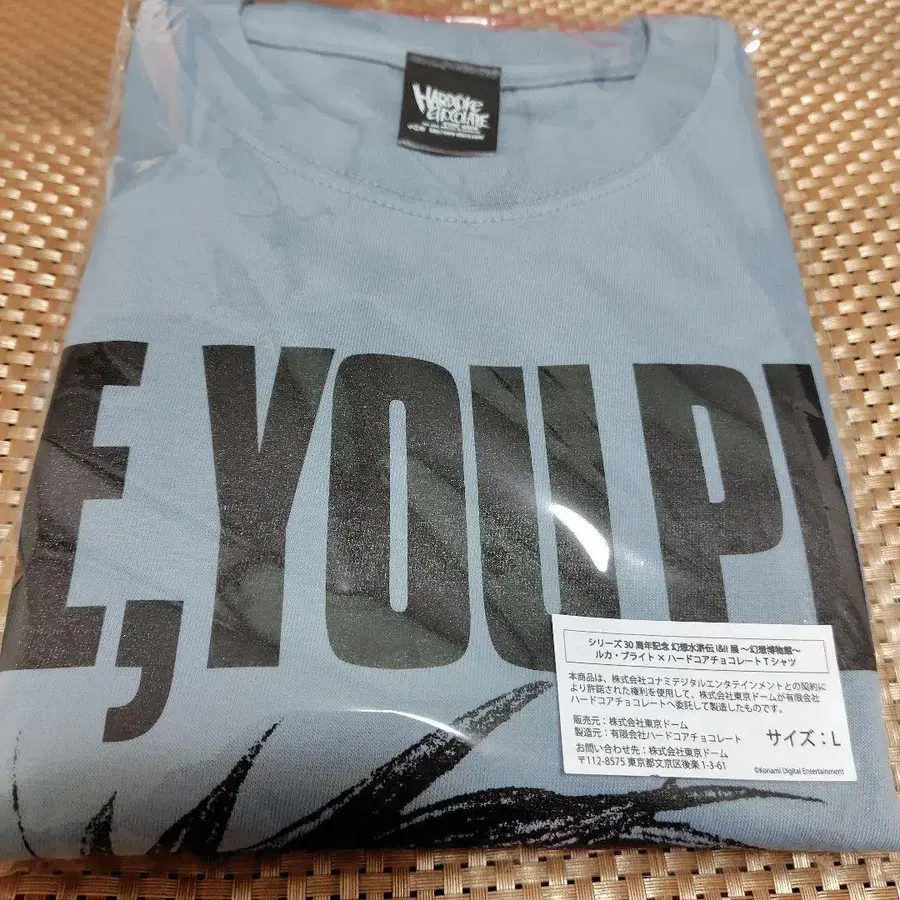 HARDCORE
CHOCOLATE
E, YOU PI
シリーズ 30 周年記念 幻想水滸伝 I&II 展 ～幻想博物館～
ルカ・ブライト × ハードコアチョコレート T シャツ
本商品は、株式会社コナミデジタルエンタテインメントとの契約に
より許諾された権利を使用して、株式会社東京ドームが有限会社
ハードコアチョコレートへ委託して製造したものです。
販売元：株式会社東京ドーム
製造元：有限会社ハードコアチョコレート
お問い合わせ先：株式会社東京ドーム
〒112-8575 東京都文京区後楽 1-3-61
サイズ：L
©Konami Digital Entertainment